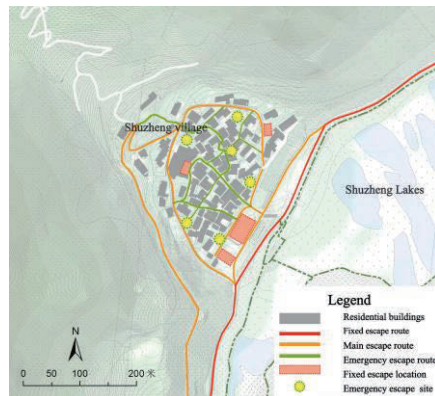 Shuzheng village
Shuzheng Lakes
Legend
Residential buildings
Fixed escape route
Main escape route
Emergency escape route
Fixed escape location
Emergency escape site
N
0 50 100 200 米